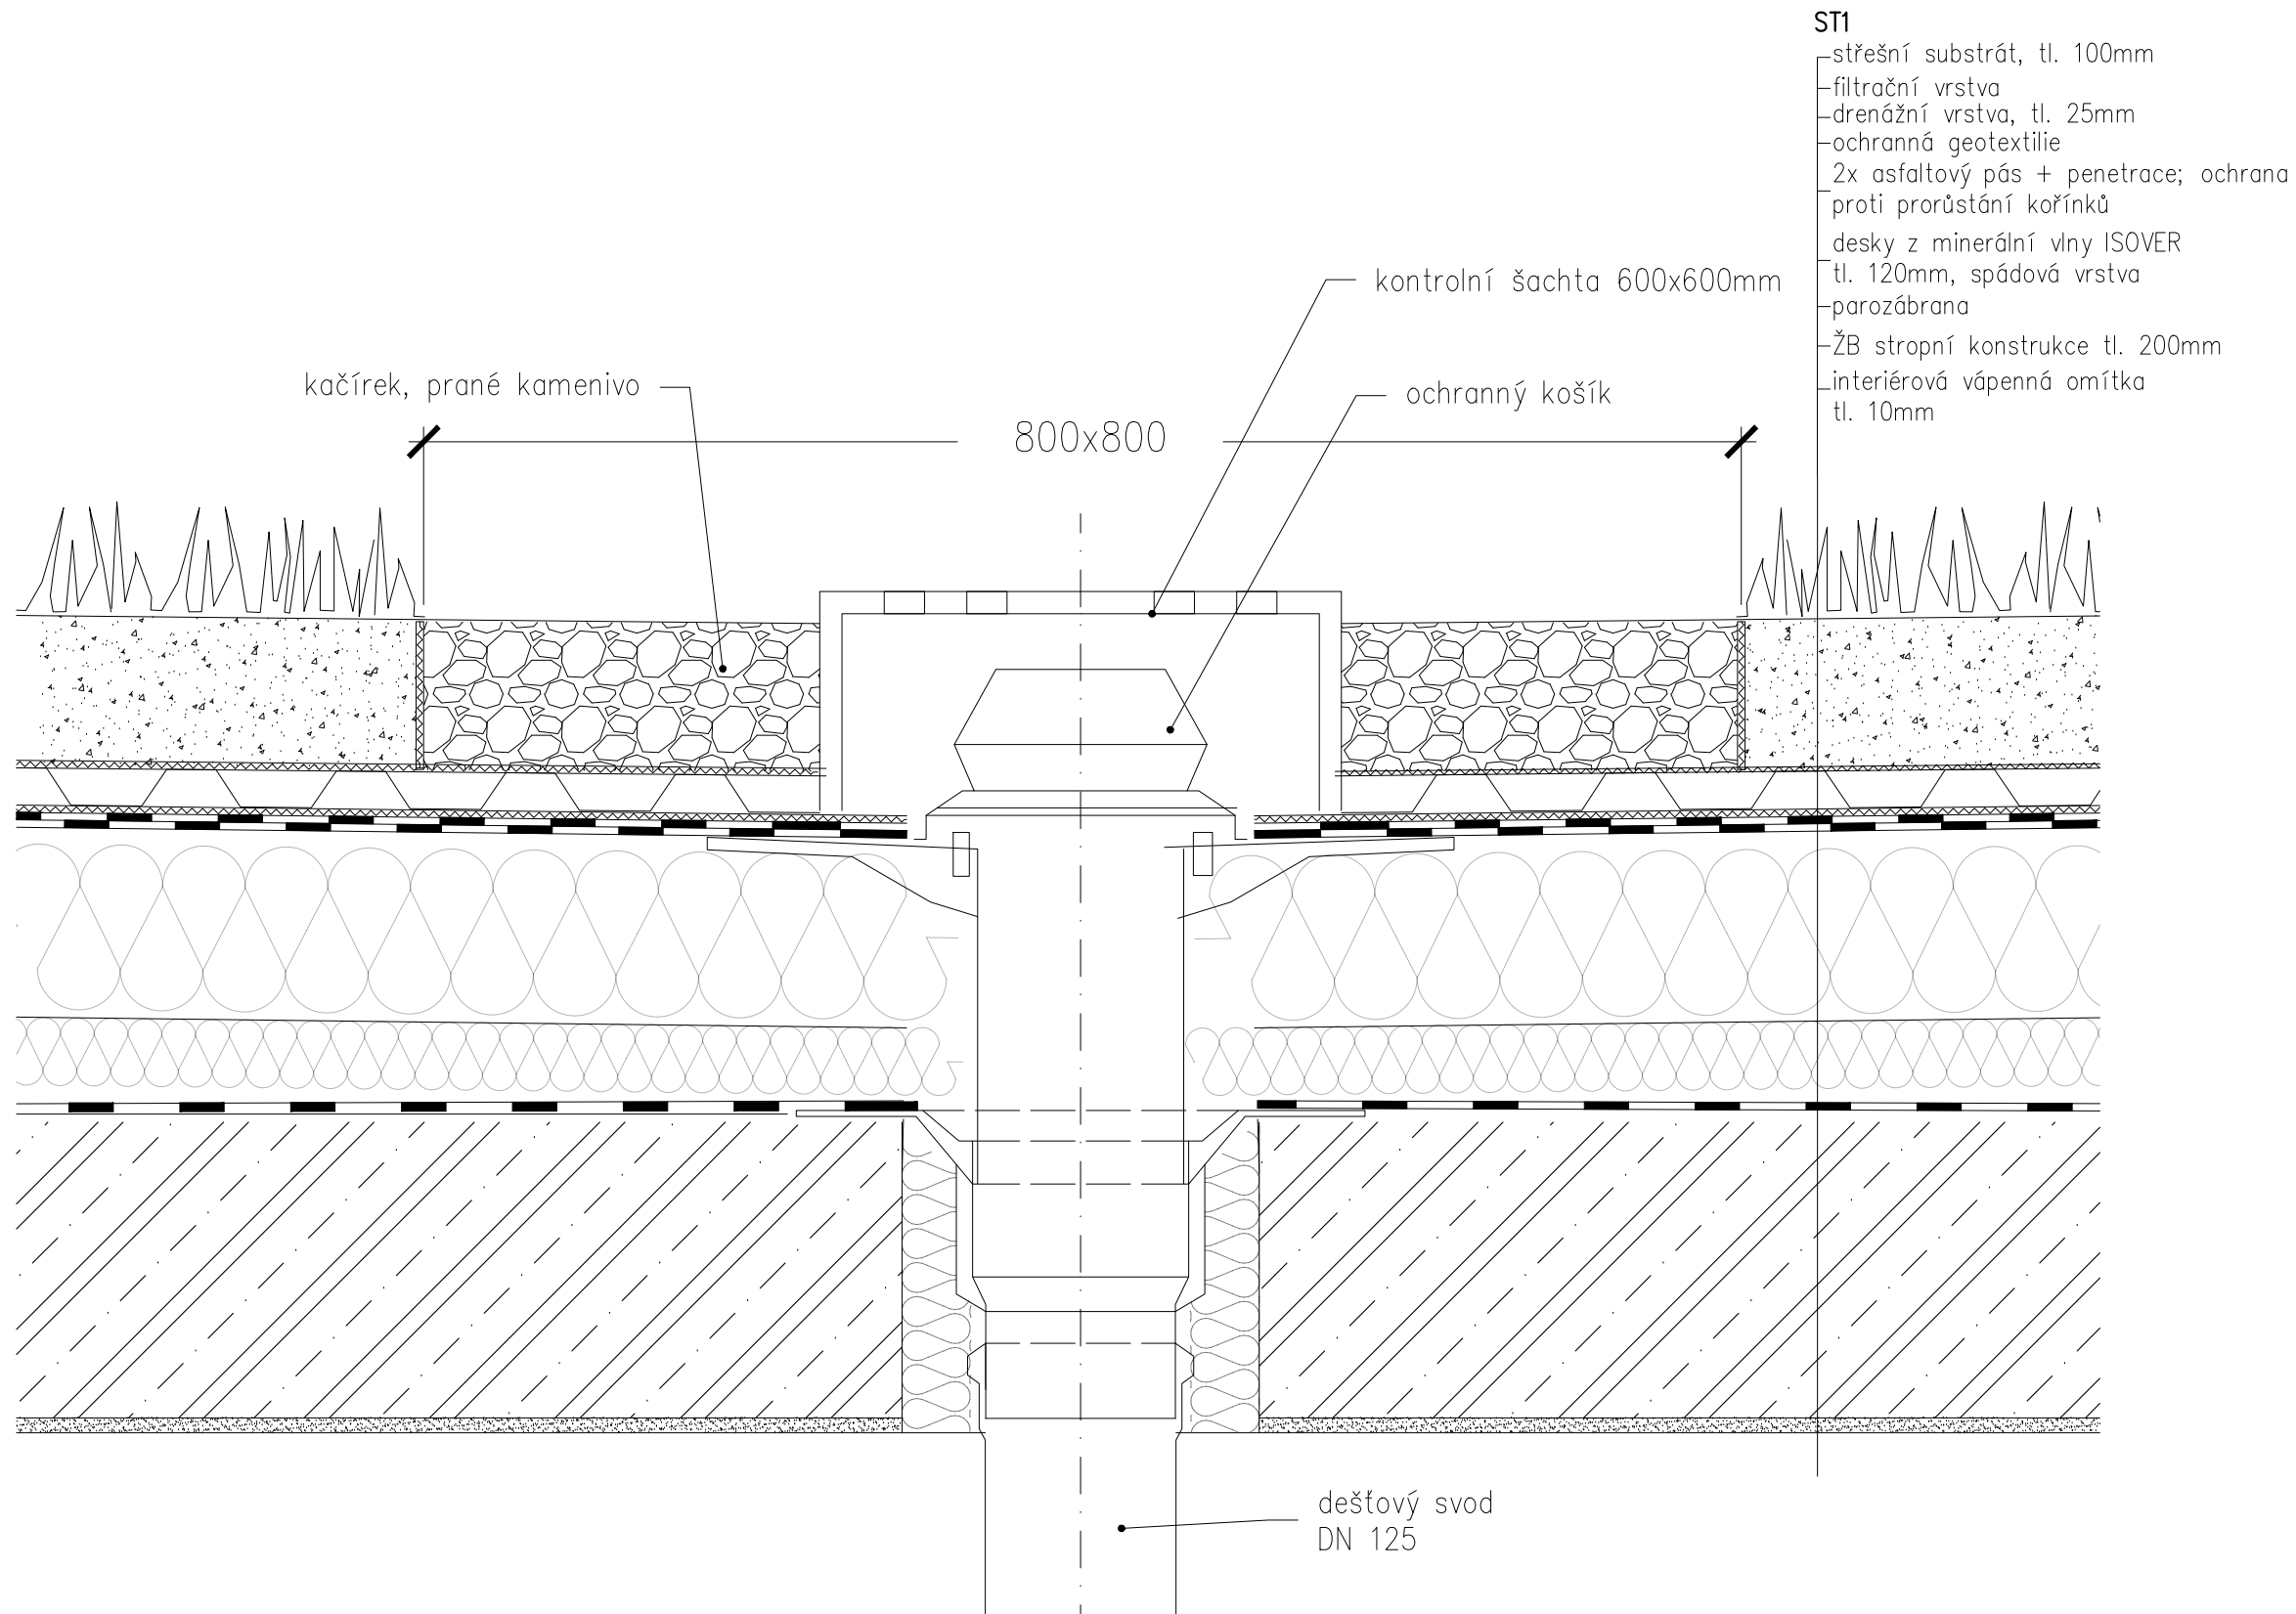 ST1
střešní substrát, tl. 100mm
filtrační vrstva
drenážní vrstva, tl. 25mm
ochranná geotextilie
2x asfaltový pás + penetrace; ochrana
proti prorůstání kořínků
desky z minerální vlny ISOVER
tl. 120mm, spádová vrstva
parozábrana
ŽB stropní konstrukce tl. 200mm
interiérová vápenná omítka
tl. 10mm
kontrolní šachta 600x600mm
kačírek, prané kamenivo
ochranný košík
800x800
dešťový svod
DN 125